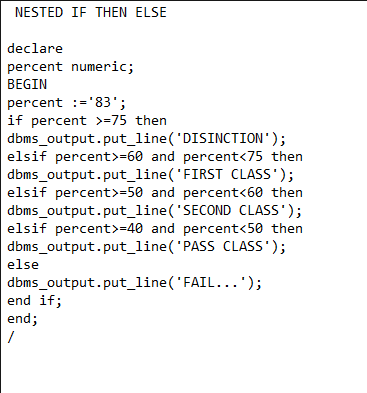 NESTED IF THEN ELSE
declare
percent numeric;
BEGIN
percent :='83';
if percent >=75 then
dbms_output.put_line('DISINCTION');
elsif percent>=60 and percent<75 then
dbms_output.put_line('FIRST CLASS');
elsif percent>=50 and percent<60 then
dbms_output.put_line('SECOND CLASS');
elsif percent>=40 and percent<50 then
dbms_output.put_line('PASS CLASS');
else
dbms_output.put_line('FAIL...');
end if;
end;
/